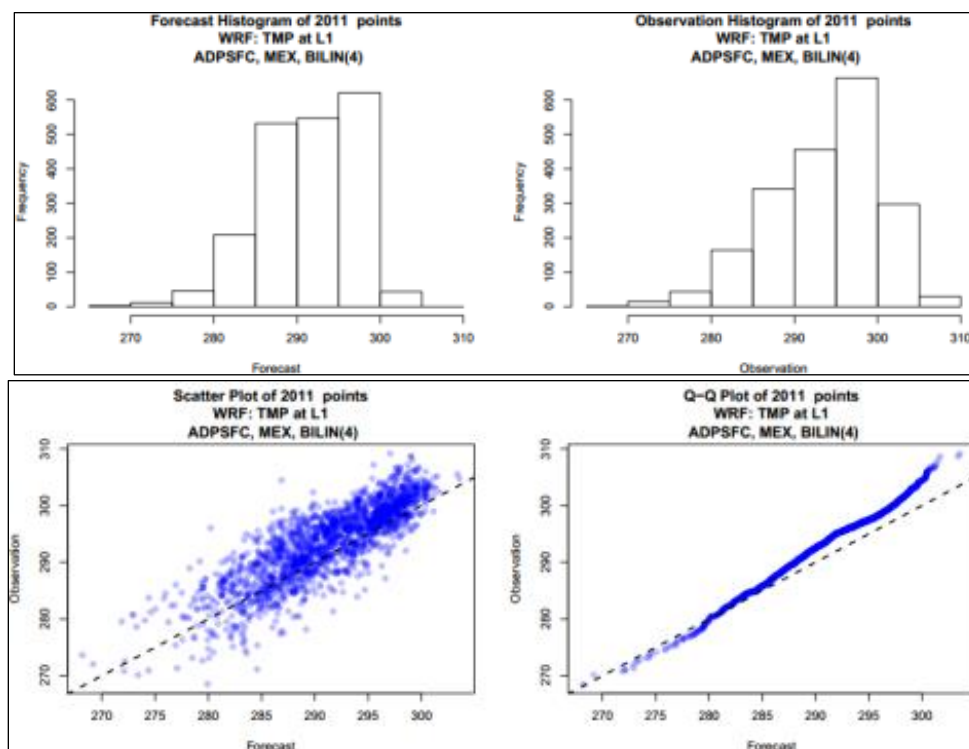 Forecast Histogram of 2011 points
WRF: TMP at L1
ADPSFC, MEX, BILIN(4)
Frequency
0 100 200 300 400 500 600
270 280 290 300 310
Forecast
Observation Histogram of 2011 points
WRF: TMP at L1
ADPSFC, MEX, BILIN(4)
Frequency
0 100 200 300 400 500 600
270 280 290 300 310
Observation
Scatter Plot of 2011 points
WRF: TMP at L1
ADPSFC, MEX, BILIN(4)
Observation
270 280 290 300 310
270 275 280 285 290 295 300
Forecast
Q−Q Plot of 2011 points
WRF: TMP at L1
ADPSFC, MEX, BILIN(4)
Observation
270 280 290 300 310
270 280 290 300
Forecast